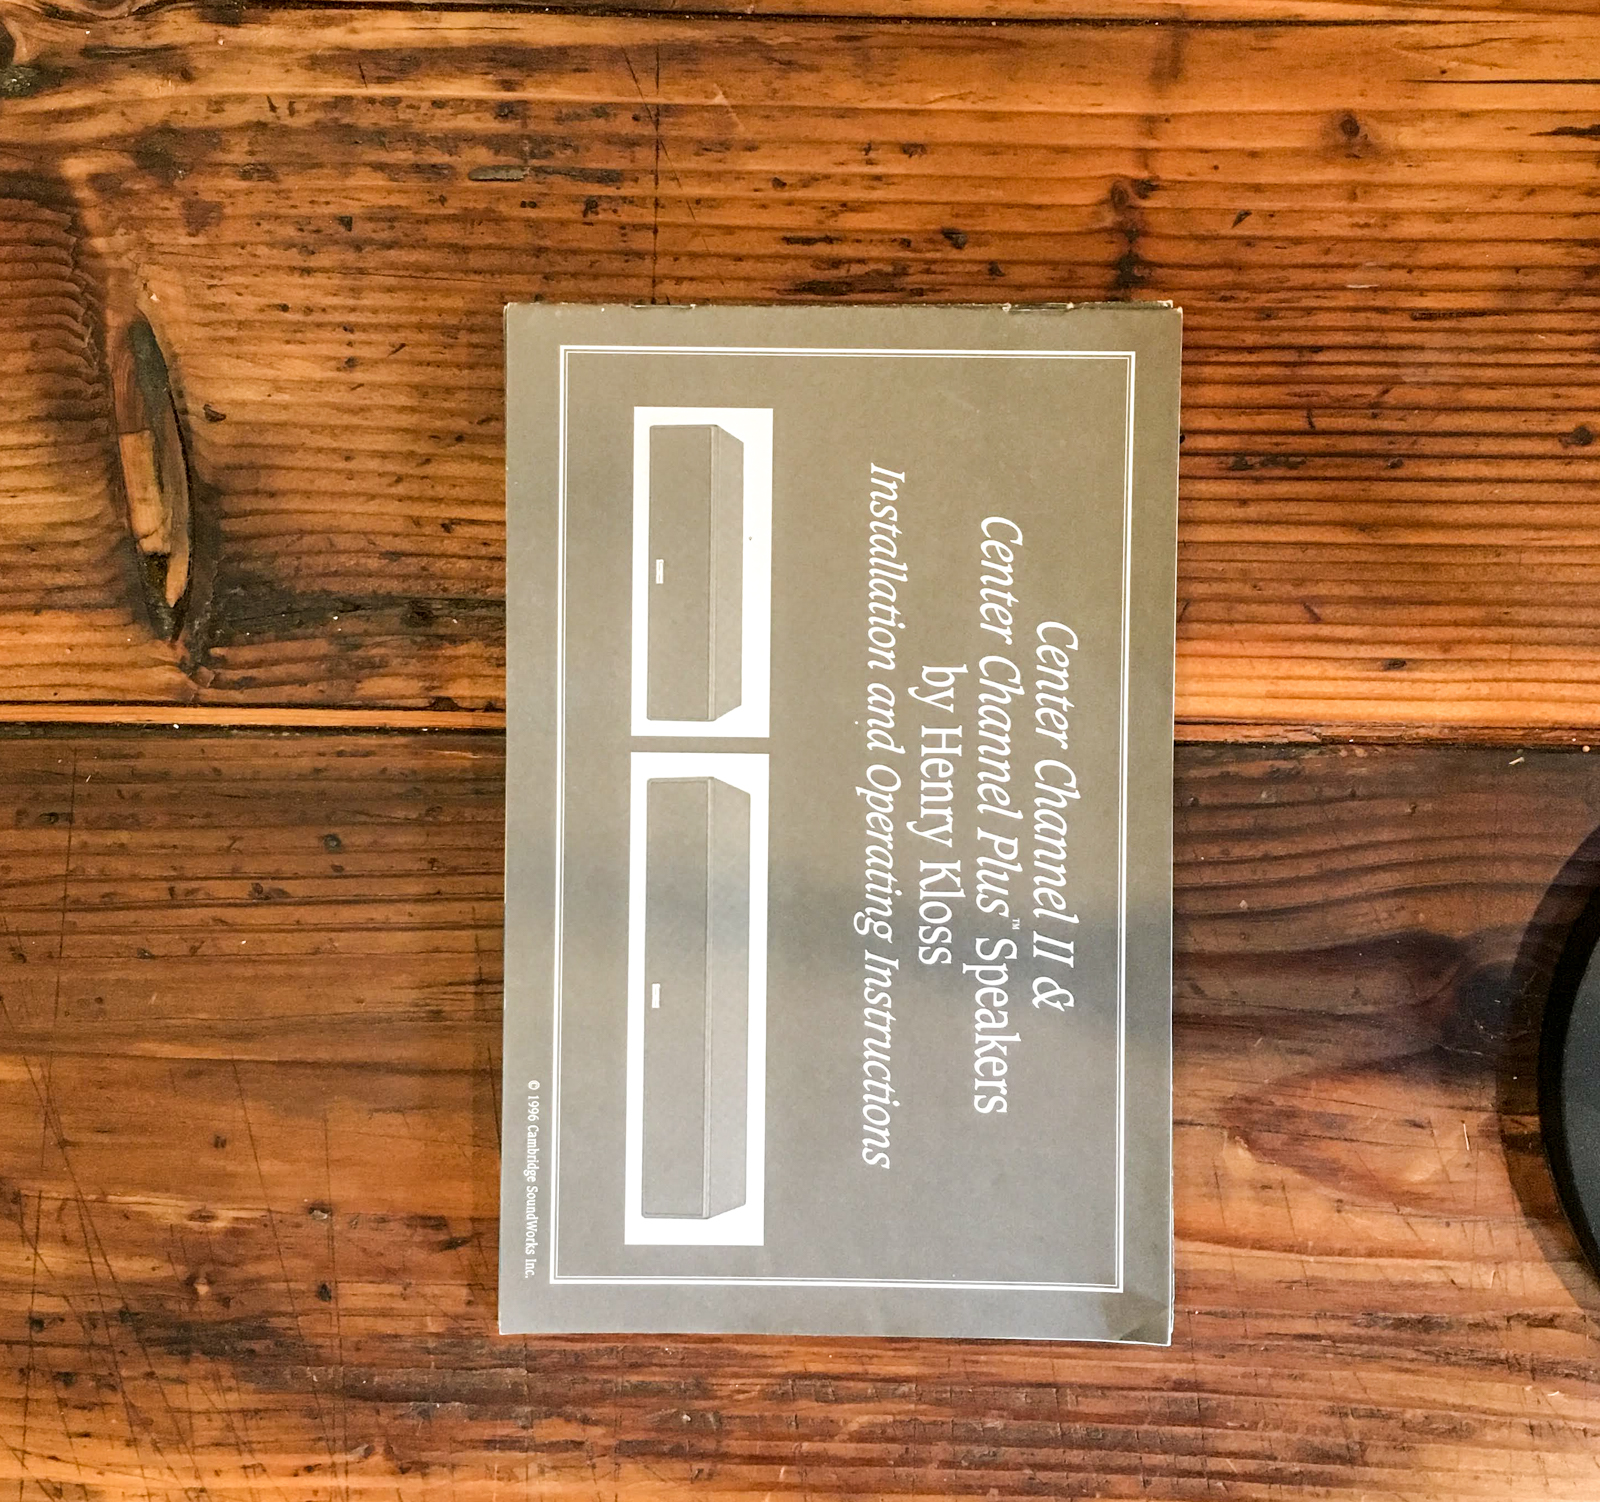 Center Channel II &
Center Channel Plus™ Speakers
by Henry Kloss
Installation and Operating Instructions
© 1996 Cambridge SoundWorks Inc.